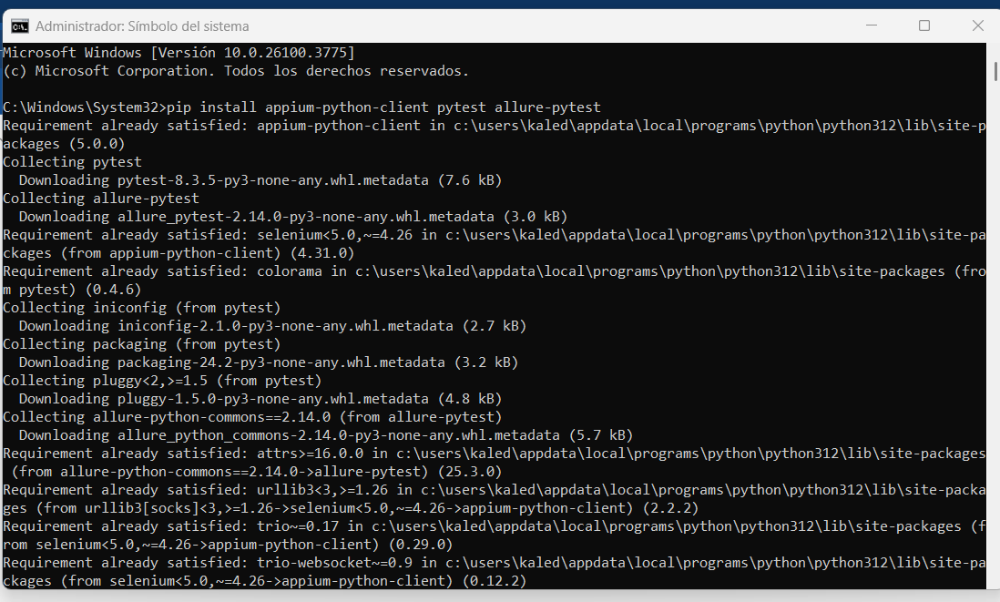 Administrador: Símbolo del sistema
Microsoft Windows [Versión 10.0.26100.3775]
(c) Microsoft Corporation. Todos los derechos reservados.
C:\Windows\System32>pip install appium-python-client pytest allure-pytest
Requirement already satisfied: appium-python-client in c:\users\kaled\appdata\local\programs\python\python312\lib\site-p
ackages (5.0.0)
Collecting pytest
  Downloading pytest-8.3.5-py3-none-any.whl.metadata (7.6 kB)
Collecting allure-pytest
  Downloading allure_pytest-2.14.0-py3-none-any.whl.metadata (3.0 kB)
Requirement already satisfied: selenium<5.0,~=4.26 in c:\users\kaled\appdata\local\programs\python\python312\lib\site-pa
ckages (from appium-python-client) (4.31.0)
Requirement already satisfied: colorama in c:\users\kaled\appdata\local\programs\python\python312\lib\site-packages (fro
m pytest) (0.4.6)
Collecting iniconfig (from pytest)
  Downloading iniconfig-2.1.0-py3-none-any.whl.metadata (2.7 kB)
Collecting packaging (from pytest)
  Downloading packaging-24.2-py3-none-any.whl.metadata (3.2 kB)
Collecting pluggy<2,>=1.5 (from pytest)
  Downloading pluggy-1.5.0-py3-none-any.whl.metadata (4.8 kB)
Collecting allure-python-commons==2.14.0 (from allure-pytest)
  Downloading allure_python_commons-2.14.0-py3-none-any.whl.metadata (5.7 kB)
Requirement already satisfied: attrs>=16.0.0 in c:\users\kaled\appdata\local\programs\python\python312\lib\site-packages
 (from allure-python-commons==2.14.0->allure-pytest) (25.3.0)
Requirement already satisfied: urllib3<3,>=1.26 in c:\users\kaled\appdata\local\programs\python\python312\lib\site-packa
ges (from urllib3[socks]<3,>=1.26->selenium<5.0,~=4.26->appium-python-client) (2.2.2)
Requirement already satisfied: trio~=0.17 in c:\users\kaled\appdata\local\programs\python\python312\lib\site-packages (f
rom selenium<5.0,~=4.26->appium-python-client) (0.29.0)
Requirement already satisfied: trio-websocket~=0.9 in c:\users\kaled\appdata\local\programs\python\python312\lib\site-pa
ckages (from selenium<5.0,~=4.26->appium-python-client) (0.12.2)